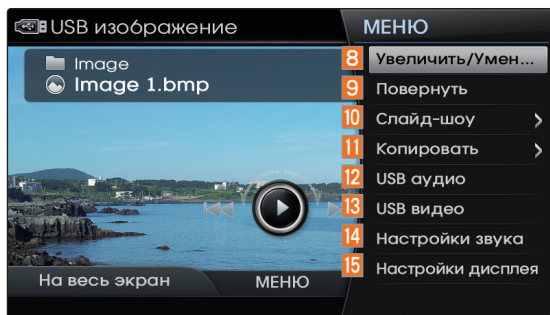 USB изображение
Image
Image 1.bmp
На весь экран
МЕНЮ
МЕНЮ
8 Увеличить/Умен...
9 Повернуть
10 Слайд-шоу
11 Копировать
12 USB аудио
13 USB видео
14 Настройки звука
15 Настройки дисплея